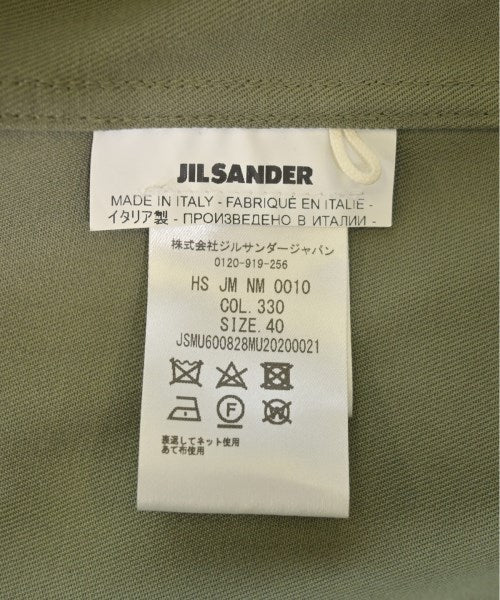 JIL SANDER
MADE IN ITALY - FABRIQUÉ EN ITALIE -
イタリア製 - ПРОИЗВЕДЕНО В ИТАЛИИ -
株式会社ジルサンダージャパン
0120-919-256
HS JM NM 0010
COL. 330
SIZE. 40
JSMU600828MU20200021
F
W
裏返してネット使用
あて布使用